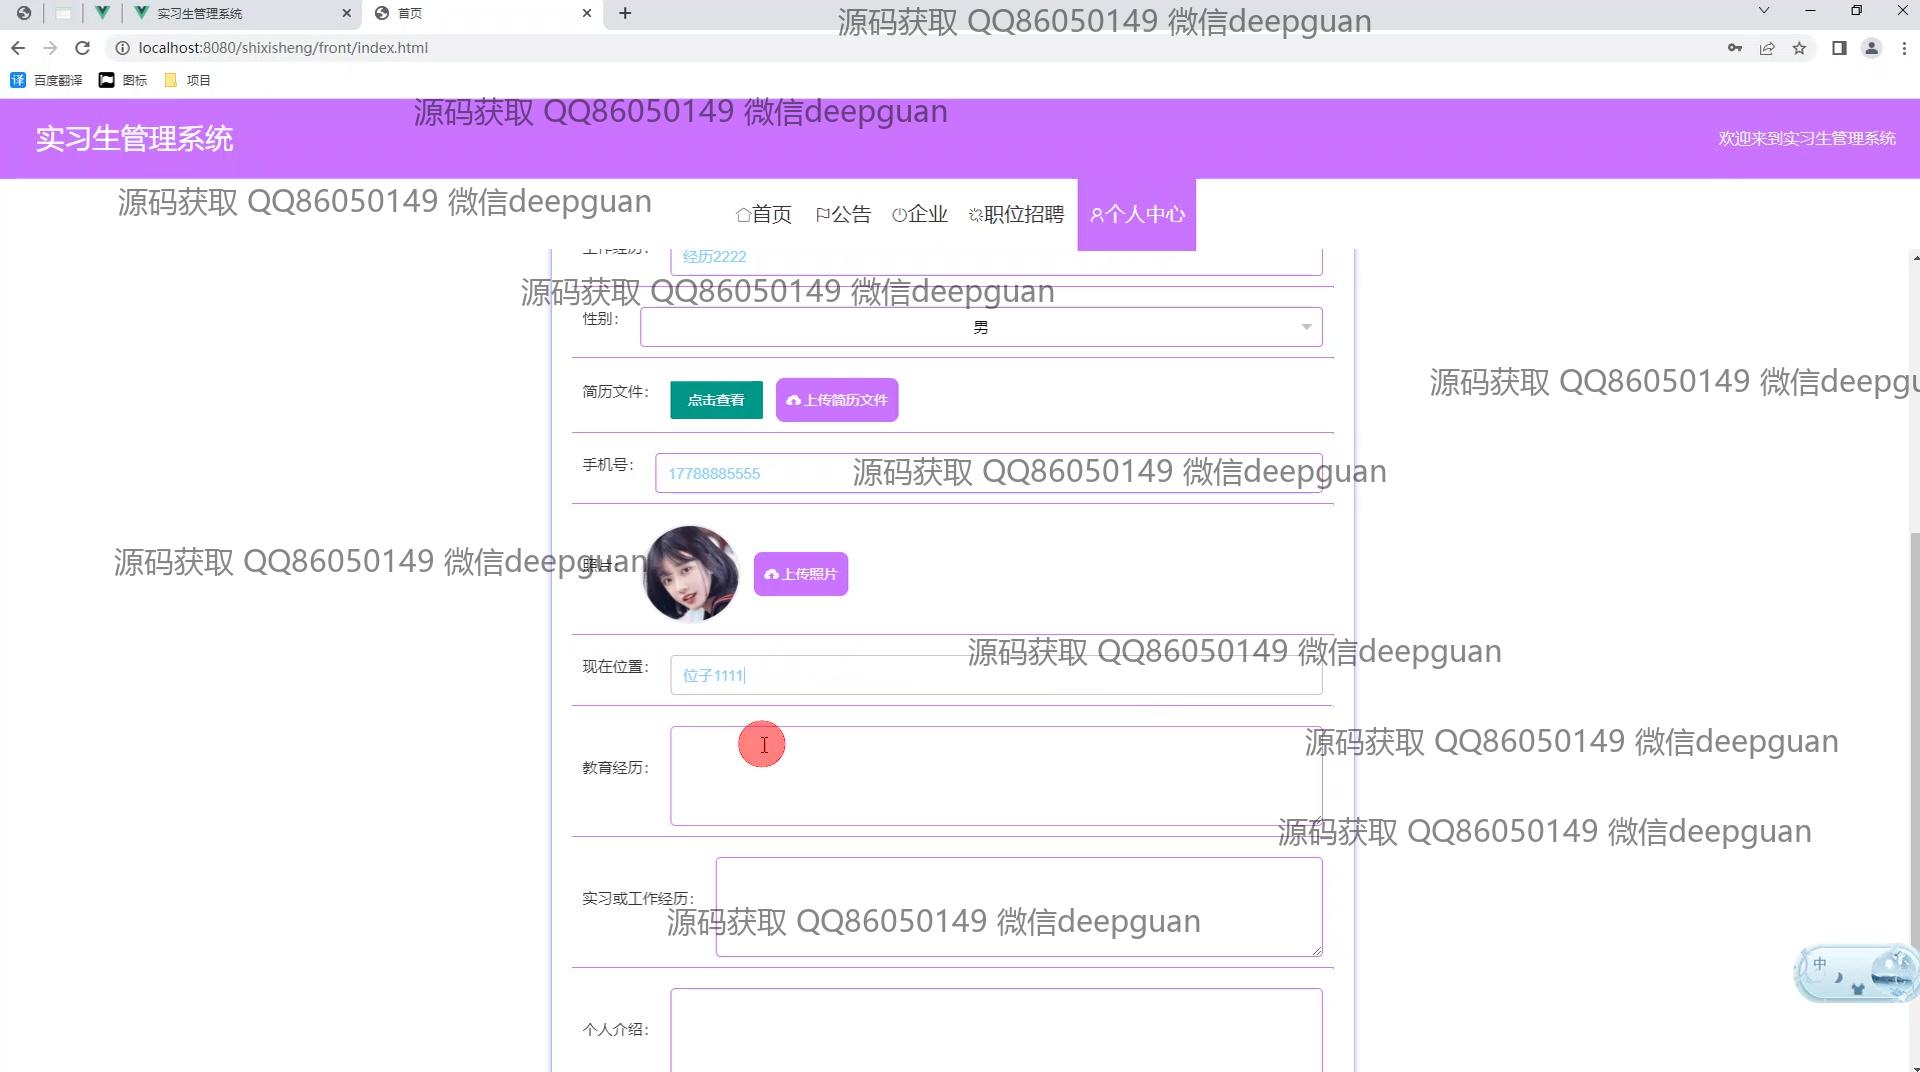 实习生管理系统
首页
源码获取 QQ86050149 微信deepguan
localhost:8080/shixisheng/front/index.html
译 百度翻译 图标 项目
源码获取 QQ86050149 微信deepguan
实习生管理系统
欢迎来到实习生管理系统
源码获取 QQ86050149 微信deepguan
首页 公告 企业 职位招聘 个人中心
工作经历: 经历2222
源码获取 QQ86050149 微信deepguan
性别: 男
源码获取 QQ86050149 微信deepgu
简历文件: 点击查看 上传简历文件
手机号: 17788885555
源码获取 QQ86050149 微信deepguan
源码获取 QQ86050149 微信deepguan
照片: 上传照片
源码获取 QQ86050149 微信deepguan
现在位置: 位子1111
源码获取 QQ86050149 微信deepguan
教育经历:
源码获取 QQ86050149 微信deepguan
实习或工作经历:
源码获取 QQ86050149 微信deepguan
中
个人介绍: